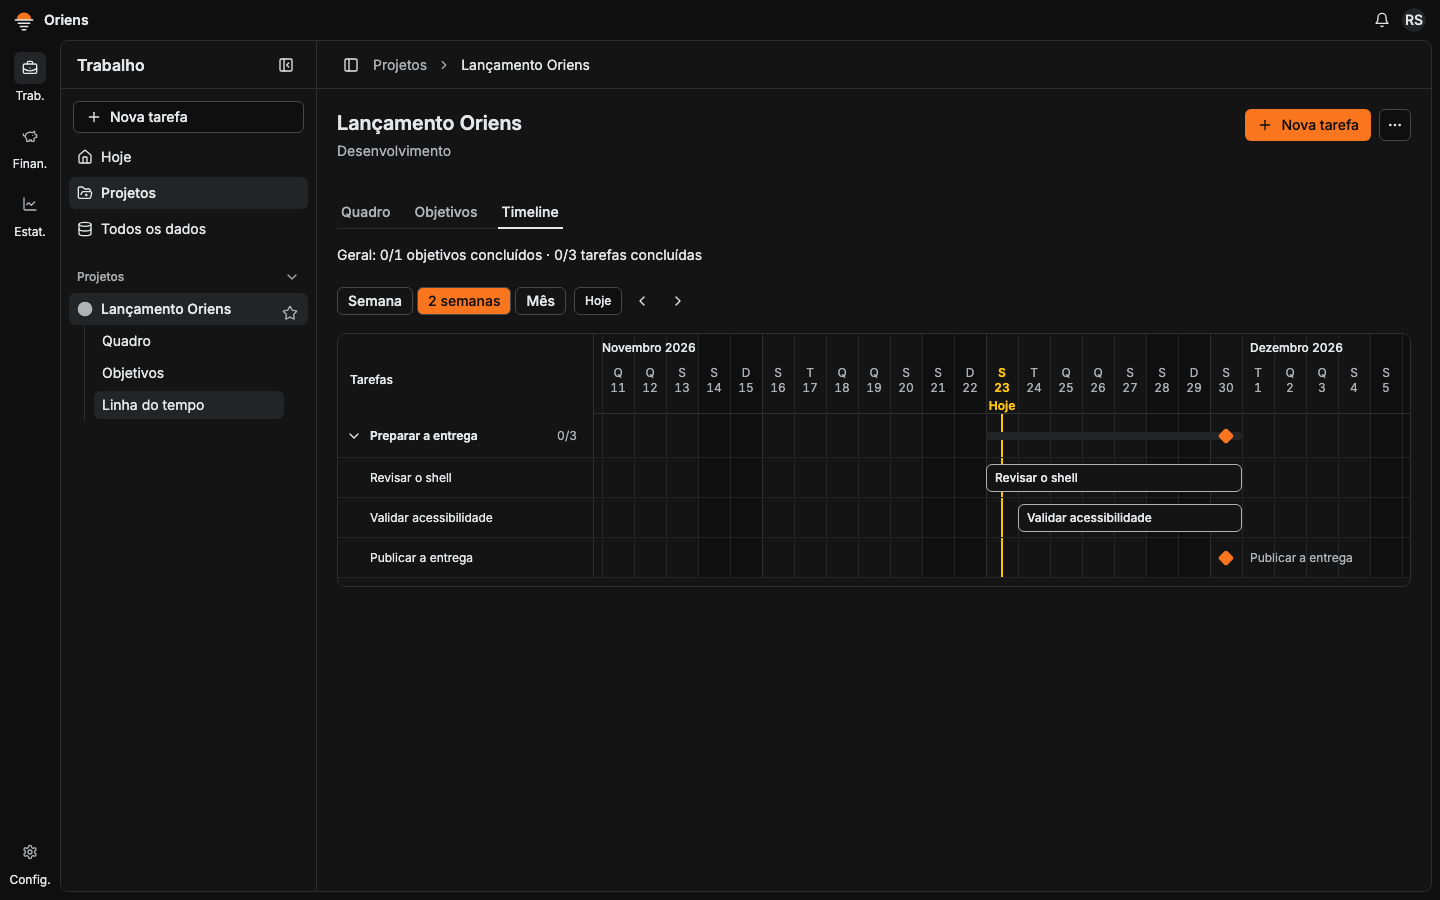 Oriens
RS
Trab.
Finan.
Estat.
Config.
Trabalho
Nova tarefa
Hoje
Projetos
Todos os dados
Projetos
Lançamento Oriens
Quadro
Objetivos
Linha do tempo
Projetos > Lançamento Oriens
Lançamento Oriens
Desenvolvimento
Nova tarefa
Quadro Objetivos Timeline
Geral: 0/1 objetivos concluídos · 0/3 tarefas concluídas
Semana 2 semanas Mês Hoje
Tarefas
Novembro 2026 Dezembro 2026
Q Q S S D S T Q Q S S D S T Q Q S S D S T Q Q S S
11 12 13 14 15 16 17 18 19 20 21 22 23 24 25 26 27 28 29 30 1 2 3 4 5
Hoje
Preparar a entrega 0/3
Revisar o shell Revisar o shell
Validar acessibilidade Validar acessibilidade
Publicar a entrega Publicar a entrega